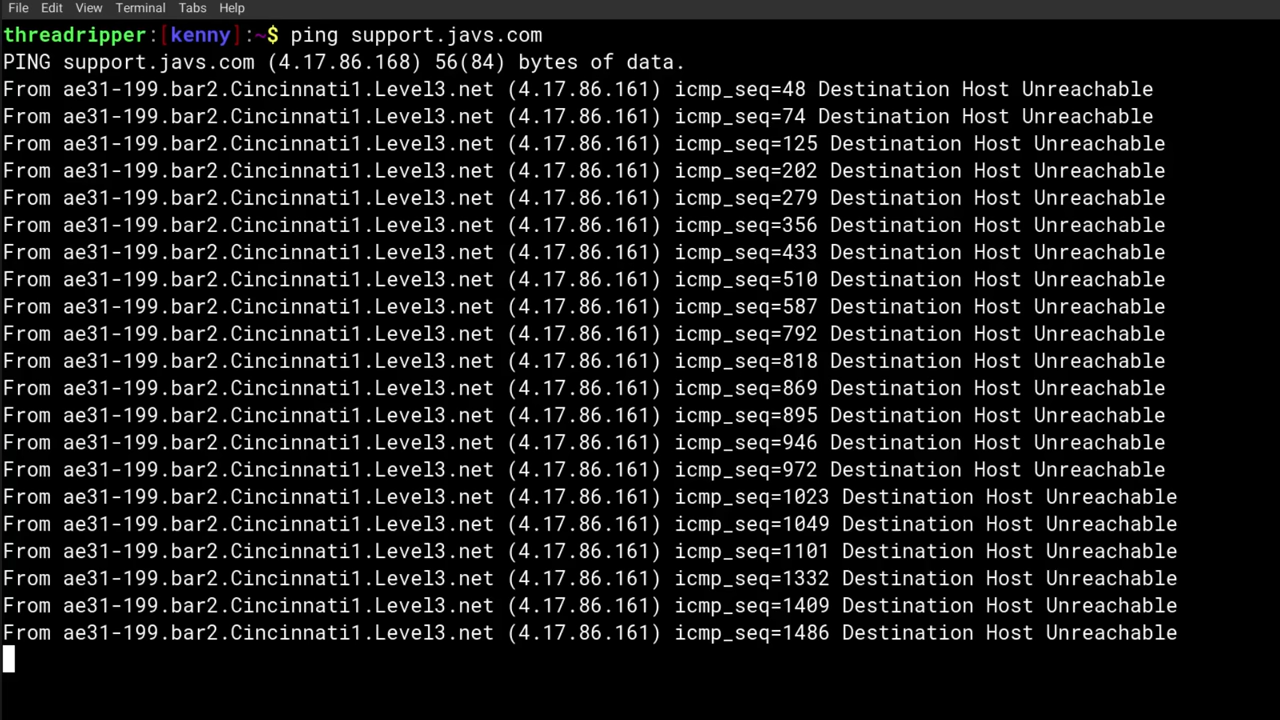 File Edit View Terminal Tabs Help
threadripper:[kenny]:~$ ping support.javs.com
PING support.javs.com (4.17.86.168) 56(84) bytes of data.
From ae31-199.bar2.Cincinnati1.Level3.net (4.17.86.161) icmp_seq=48 Destination Host Unreachable
From ae31-199.bar2.Cincinnati1.Level3.net (4.17.86.161) icmp_seq=74 Destination Host Unreachable
From ae31-199.bar2.Cincinnati1.Level3.net (4.17.86.161) icmp_seq=125 Destination Host Unreachable
From ae31-199.bar2.Cincinnati1.Level3.net (4.17.86.161) icmp_seq=202 Destination Host Unreachable
From ae31-199.bar2.Cincinnati1.Level3.net (4.17.86.161) icmp_seq=279 Destination Host Unreachable
From ae31-199.bar2.Cincinnati1.Level3.net (4.17.86.161) icmp_seq=356 Destination Host Unreachable
From ae31-199.bar2.Cincinnati1.Level3.net (4.17.86.161) icmp_seq=433 Destination Host Unreachable
From ae31-199.bar2.Cincinnati1.Level3.net (4.17.86.161) icmp_seq=510 Destination Host Unreachable
From ae31-199.bar2.Cincinnati1.Level3.net (4.17.86.161) icmp_seq=587 Destination Host Unreachable
From ae31-199.bar2.Cincinnati1.Level3.net (4.17.86.161) icmp_seq=792 Destination Host Unreachable
From ae31-199.bar2.Cincinnati1.Level3.net (4.17.86.161) icmp_seq=818 Destination Host Unreachable
From ae31-199.bar2.Cincinnati1.Level3.net (4.17.86.161) icmp_seq=869 Destination Host Unreachable
From ae31-199.bar2.Cincinnati1.Level3.net (4.17.86.161) icmp_seq=895 Destination Host Unreachable
From ae31-199.bar2.Cincinnati1.Level3.net (4.17.86.161) icmp_seq=946 Destination Host Unreachable
From ae31-199.bar2.Cincinnati1.Level3.net (4.17.86.161) icmp_seq=972 Destination Host Unreachable
From ae31-199.bar2.Cincinnati1.Level3.net (4.17.86.161) icmp_seq=1023 Destination Host Unreachable
From ae31-199.bar2.Cincinnati1.Level3.net (4.17.86.161) icmp_seq=1049 Destination Host Unreachable
From ae31-199.bar2.Cincinnati1.Level3.net (4.17.86.161) icmp_seq=1101 Destination Host Unreachable
From ae31-199.bar2.Cincinnati1.Level3.net (4.17.86.161) icmp_seq=1332 Destination Host Unreachable
From ae31-199.bar2.Cincinnati1.Level3.net (4.17.86.161) icmp_seq=1409 Destination Host Unreachable
From ae31-199.bar2.Cincinnati1.Level3.net (4.17.86.161) icmp_seq=1486 Destination Host Unreachable